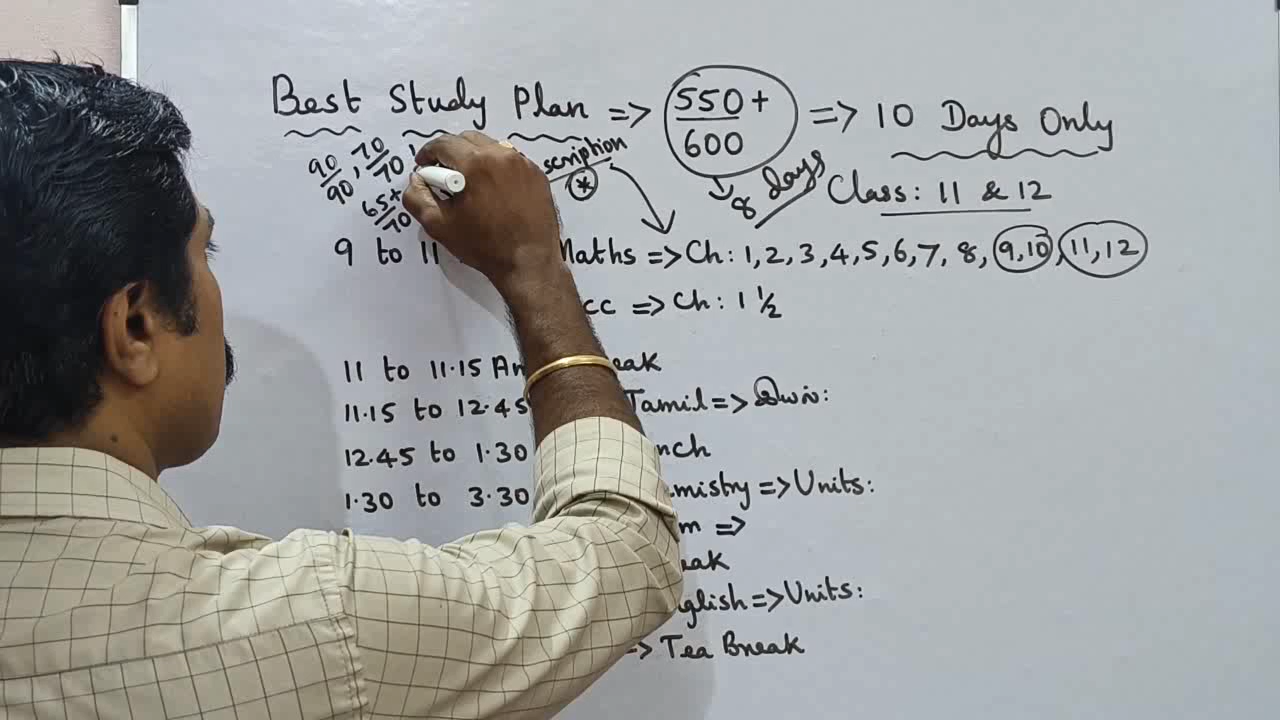 Best Study Plan => 550+/600 => 10 Days Only
90/90, 70/70, scription * 8 days Class: 11 & 12
65+/70
9 to 11 Maths => Ch: 1, 2, 3, 4, 5, 6, 7, 8, 9, 10, 11, 12
cc => Ch: 1 ½
11 to 11.15 Am eak
11.15 to 12.45 Tamil => இயல்:
12.45 to 1.30 nch
1.30 to 3.30 mistry => Units:
m =>
eak
glish => Units:
=> Tea Break